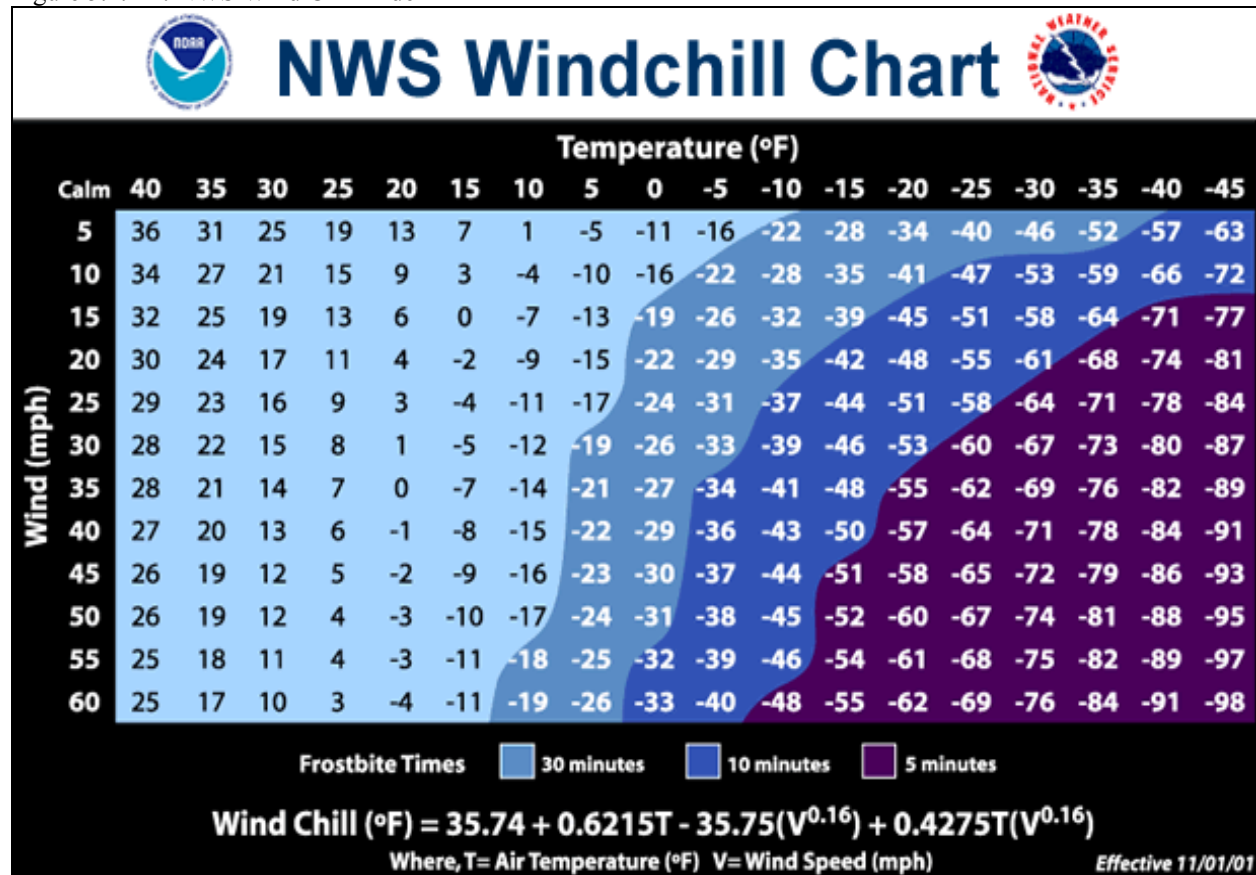 NWS Windchill Chart
Temperature (ºF)
Calm 40 35 30 25 20 15 10 5 0 -5 -10 -15 -20 -25 -30 -35 -40 -45
5 36 31 25 19 13 7 1 -5 -11 -16 -22 -28 -34 -40 -46 -52 -57 -63
10 34 27 21 15 9 3 -4 -10 -16 -22 -28 -35 -41 -47 -53 -59 -66 -72
15 32 25 19 13 6 0 -7 -13 -19 -26 -32 -39 -45 -51 -58 -64 -71 -77
20 30 24 17 11 4 -2 -9 -15 -22 -29 -35 -42 -48 -55 -61 -68 -74 -81
25 29 23 16 9 3 -4 -11 -17 -24 -31 -37 -44 -51 -58 -64 -71 -78 -84
30 28 22 15 8 1 -5 -12 -19 -26 -33 -39 -46 -53 -60 -67 -73 -80 -87
35 28 21 14 7 0 -7 -14 -21 -27 -34 -41 -48 -55 -62 -69 -76 -82 -89
40 27 20 13 6 -1 -8 -15 -22 -29 -36 -43 -50 -57 -64 -71 -78 -84 -91
45 26 19 12 5 -2 -9 -16 -23 -30 -37 -44 -51 -58 -65 -72 -79 -86 -93
50 26 19 12 4 -3 -10 -17 -24 -31 -38 -45 -52 -60 -67 -74 -81 -88 -95
55 25 18 11 4 -3 -11 -18 -25 -32 -39 -46 -54 -61 -68 -75 -82 -89 -97
60 25 17 10 3 -4 -11 -19 -26 -33 -40 -48 -55 -62 -69 -76 -84 -91 -98
Wind (mph)
Frostbite Times 30 minutes 10 minutes 5 minutes
Wind Chill (ºF) = 35.74 + 0.6215T - 35.75(V0.16) + 0.4275T(V0.16)
Where, T= Air Temperature (ºF) V= Wind Speed (mph) Effective 11/01/01
NOAA
NATIONAL WEATHER SERVICE